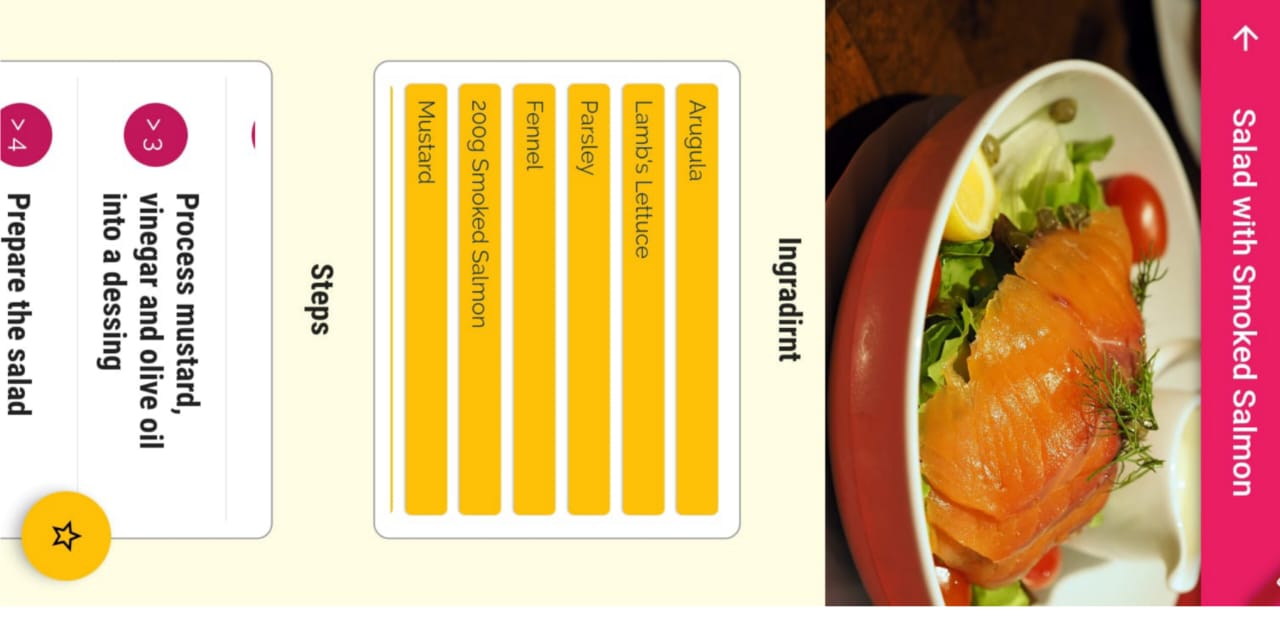 Salad with Smoked Salmon
Ingradirnt
Arugula
Lamb's Lettuce
Parsley
Fennel
200g Smoked Salmon
Mustard
Steps
> 3
Process mustard,
vinegar and olive oil
into a dessing
> 4
Prepare the salad